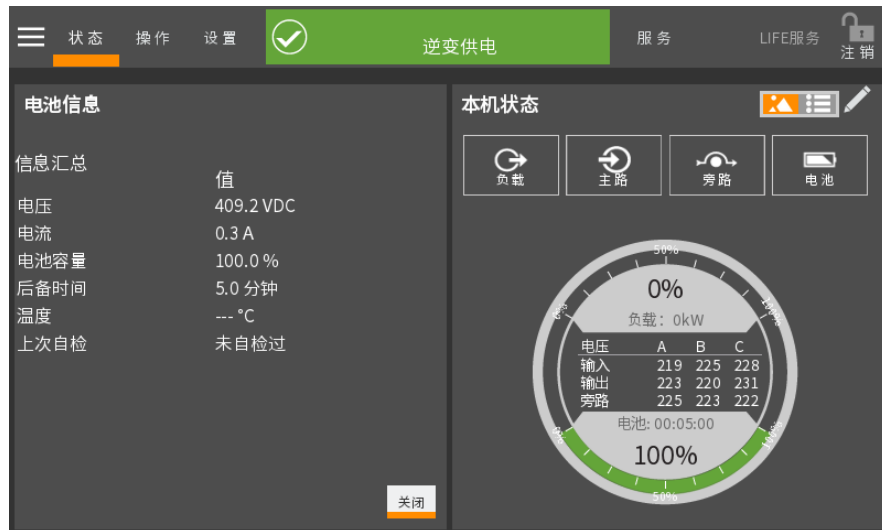 状态 操作 设置 逆变供电 服务 LIFE服务 注销
电池信息
信息汇总
值
电压 409.2 VDC
电流 0.3 A
电池容量 100.0 %
后备时间 5.0 分钟
温度 --- °C
上次自检 未自检过
关闭
本机状态
负载 主路 旁路 电池
50%
0% 100%
0%
负载：0kW
电压 A B C
输入 219 225 228
输出 223 220 231
旁路 225 223 222
电池: 00:05:00
100%
0% 100%
50%